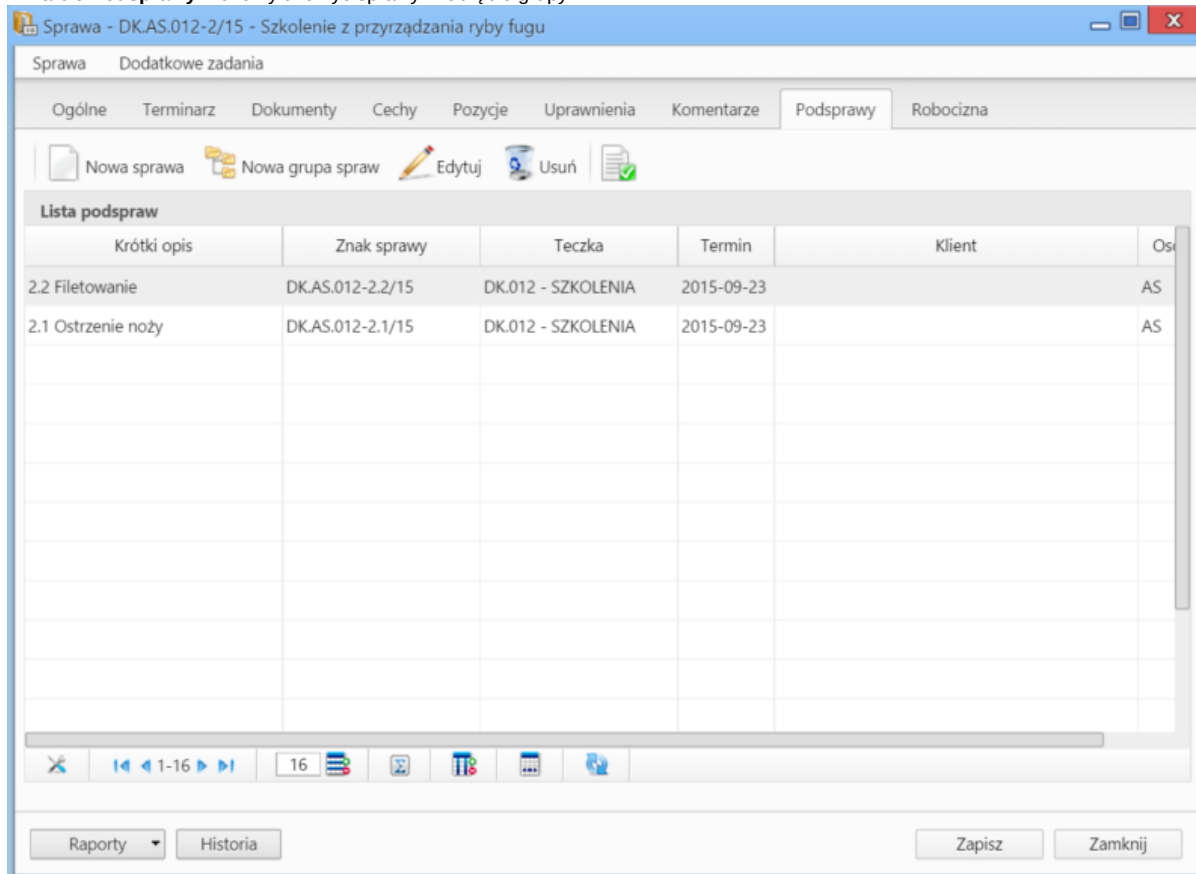 Sprawa - DK.AS.012-2/15 - Szkolenie z przyrządzania ryby fugu
Sprawa Dodatkowe zadania
Ogólne Terminarz Dokumenty Cechy Pozycje Uprawnienia Komentarze Podsprawy Robocizna
Nowa sprawa Nowa grupa spraw Edytuj Usuń
Lista podspraw
Krótki opis Znak sprawy Teczka Termin Klient
2.2 Filetowanie DK.AS.012-2.2/15 DK.012 - SZKOLENIA 2015-09-23 AS
2.1 Ostrzenie noży DK.AS.012-2.1/15 DK.012 - SZKOLENIA 2015-09-23 AS
1-16 16
Raporty Historia Zapisz Zamknij